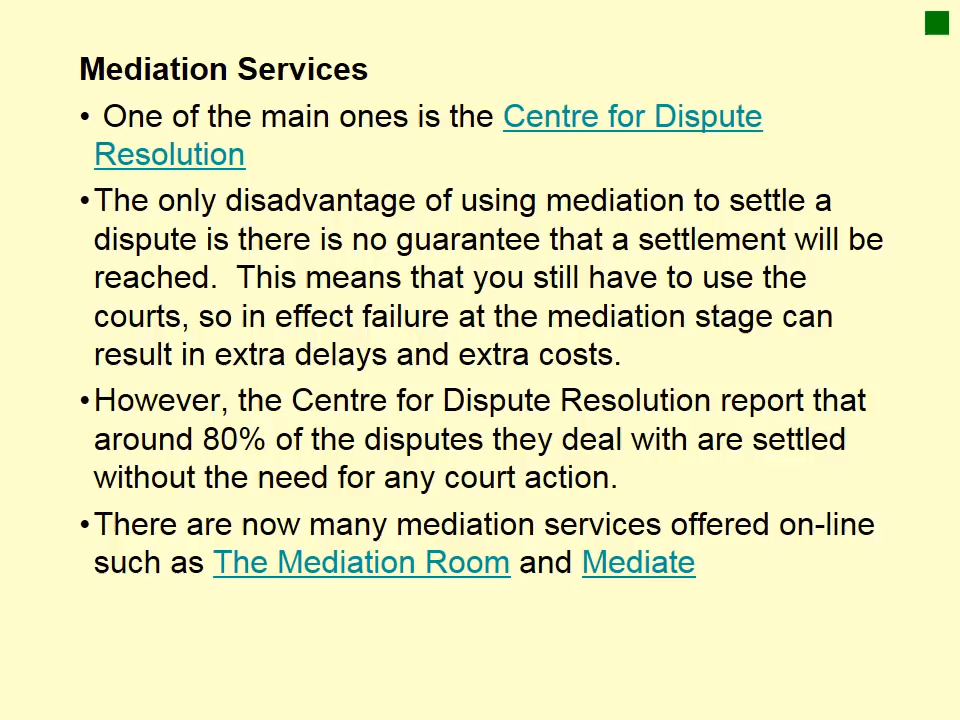 Mediation Services
• One of the main ones is the Centre for Dispute
Resolution
•The only disadvantage of using mediation to settle a
dispute is there is no guarantee that a settlement will be
reached.  This means that you still have to use the
courts, so in effect failure at the mediation stage can
result in extra delays and extra costs.
•However, the Centre for Dispute Resolution report that
around 80% of the disputes they deal with are settled
without the need for any court action.
•There are now many mediation services offered on-line
such as The Mediation Room and Mediate